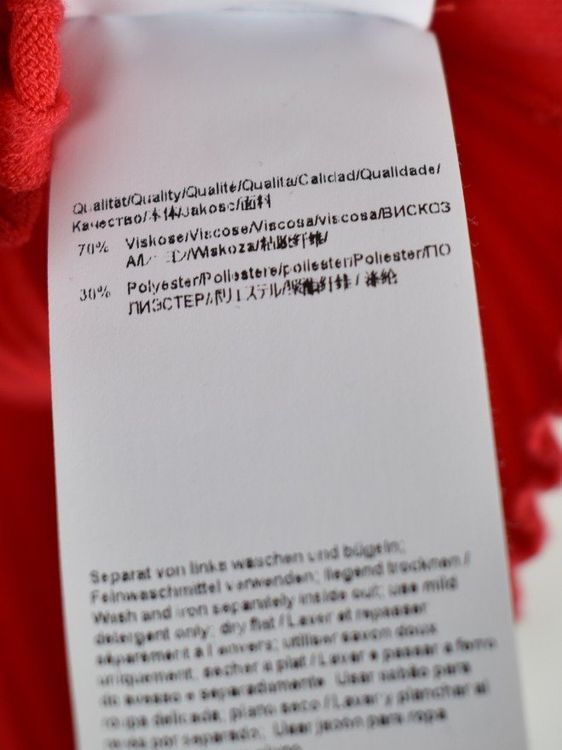 Qualität/Quality/Qualité/Qualita/Calidad/Qualidade/
Качество/本体/Jakosc/面料
70% Viskose/Viscose/Viscosa/viscosa/ВИСКОЗ
А/レーヨン/Wiskoza/粘胶纤维/
30% Polyester/Poliestere/poliester/Poliester/ПО
ЛИЭСТЕР/ポリエステル/聚酯纤维 / 涤纶
Separat von links waschen und bügeln;
Feinwaschmittel verwenden; liegend trocknen /
Wash and iron separately inside out; use mild
detergent only; dry flat / Laver et repasser
séparément à l envers; utiliser savon doux
uniquement; secher a plat / Lavar e passar a ferro
do avesso e separadamente. Usar sabão para
roupa delicada, plano seco / Lavar y planchar al
reves por separado. Usar jabon para ropa